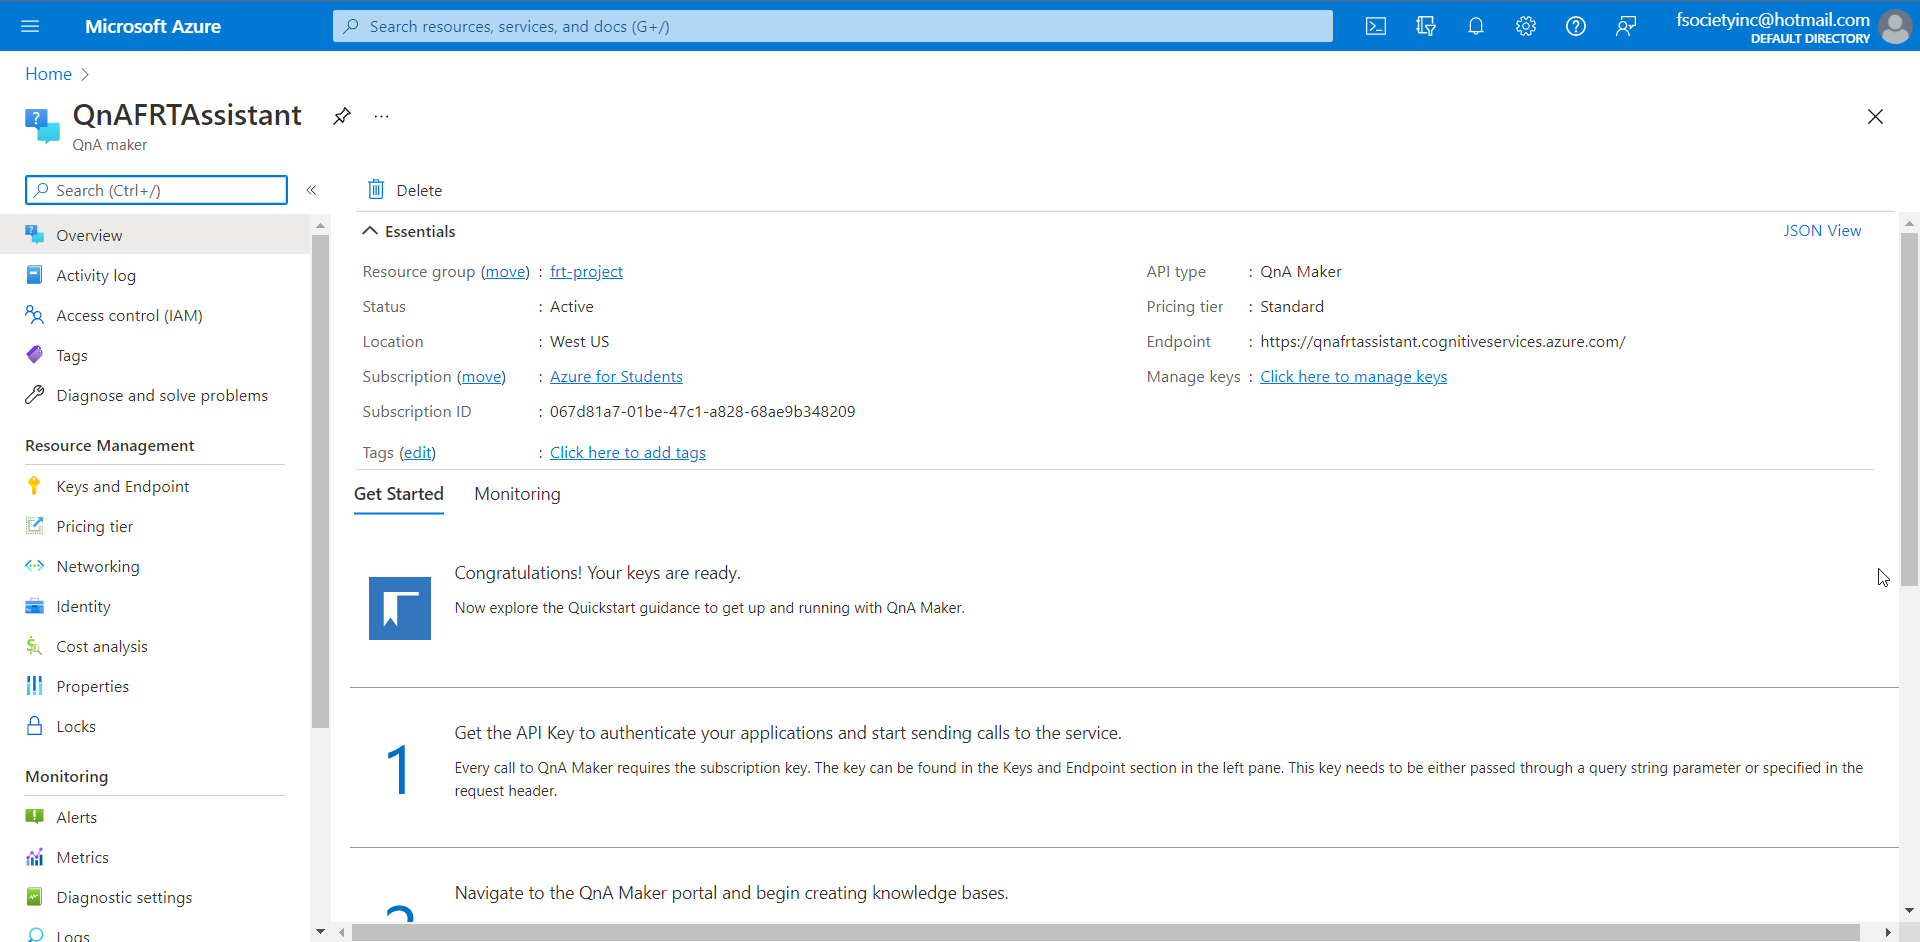 Microsoft Azure
Search resources, services, and docs (G+/)
fsocietyinc@hotmail.com
DEFAULT DIRECTORY
Home
QnAFRTAssistant
QnA maker
Search (Ctrl+/)
Overview
Activity log
Access control (IAM)
Tags
Diagnose and solve problems
Resource Management
Keys and Endpoint
Pricing tier
Networking
Identity
Cost analysis
Properties
Locks
Monitoring
Alerts
Metrics
Diagnostic settings
Logs
Delete
Essentials
JSON View
Resource group (move) : frt-project
Status : Active
Location : West US
Subscription (move) : Azure for Students
Subscription ID : 067d81a7-01be-47c1-a828-68ae9b348209
Tags (edit) : Click here to add tags
API type : QnA Maker
Pricing tier : Standard
Endpoint : https://qnafrtassistant.cognitiveservices.azure.com/
Manage keys : Click here to manage keys
Get Started Monitoring
Congratulations! Your keys are ready.
Now explore the Quickstart guidance to get up and running with QnA Maker.
1
Get the API Key to authenticate your applications and start sending calls to the service.
Every call to QnA Maker requires the subscription key. The key can be found in the Keys and Endpoint section in the left pane. This key needs to be either passed through a query string parameter or specified in the
request header.
2
Navigate to the QnA Maker portal and begin creating knowledge bases.